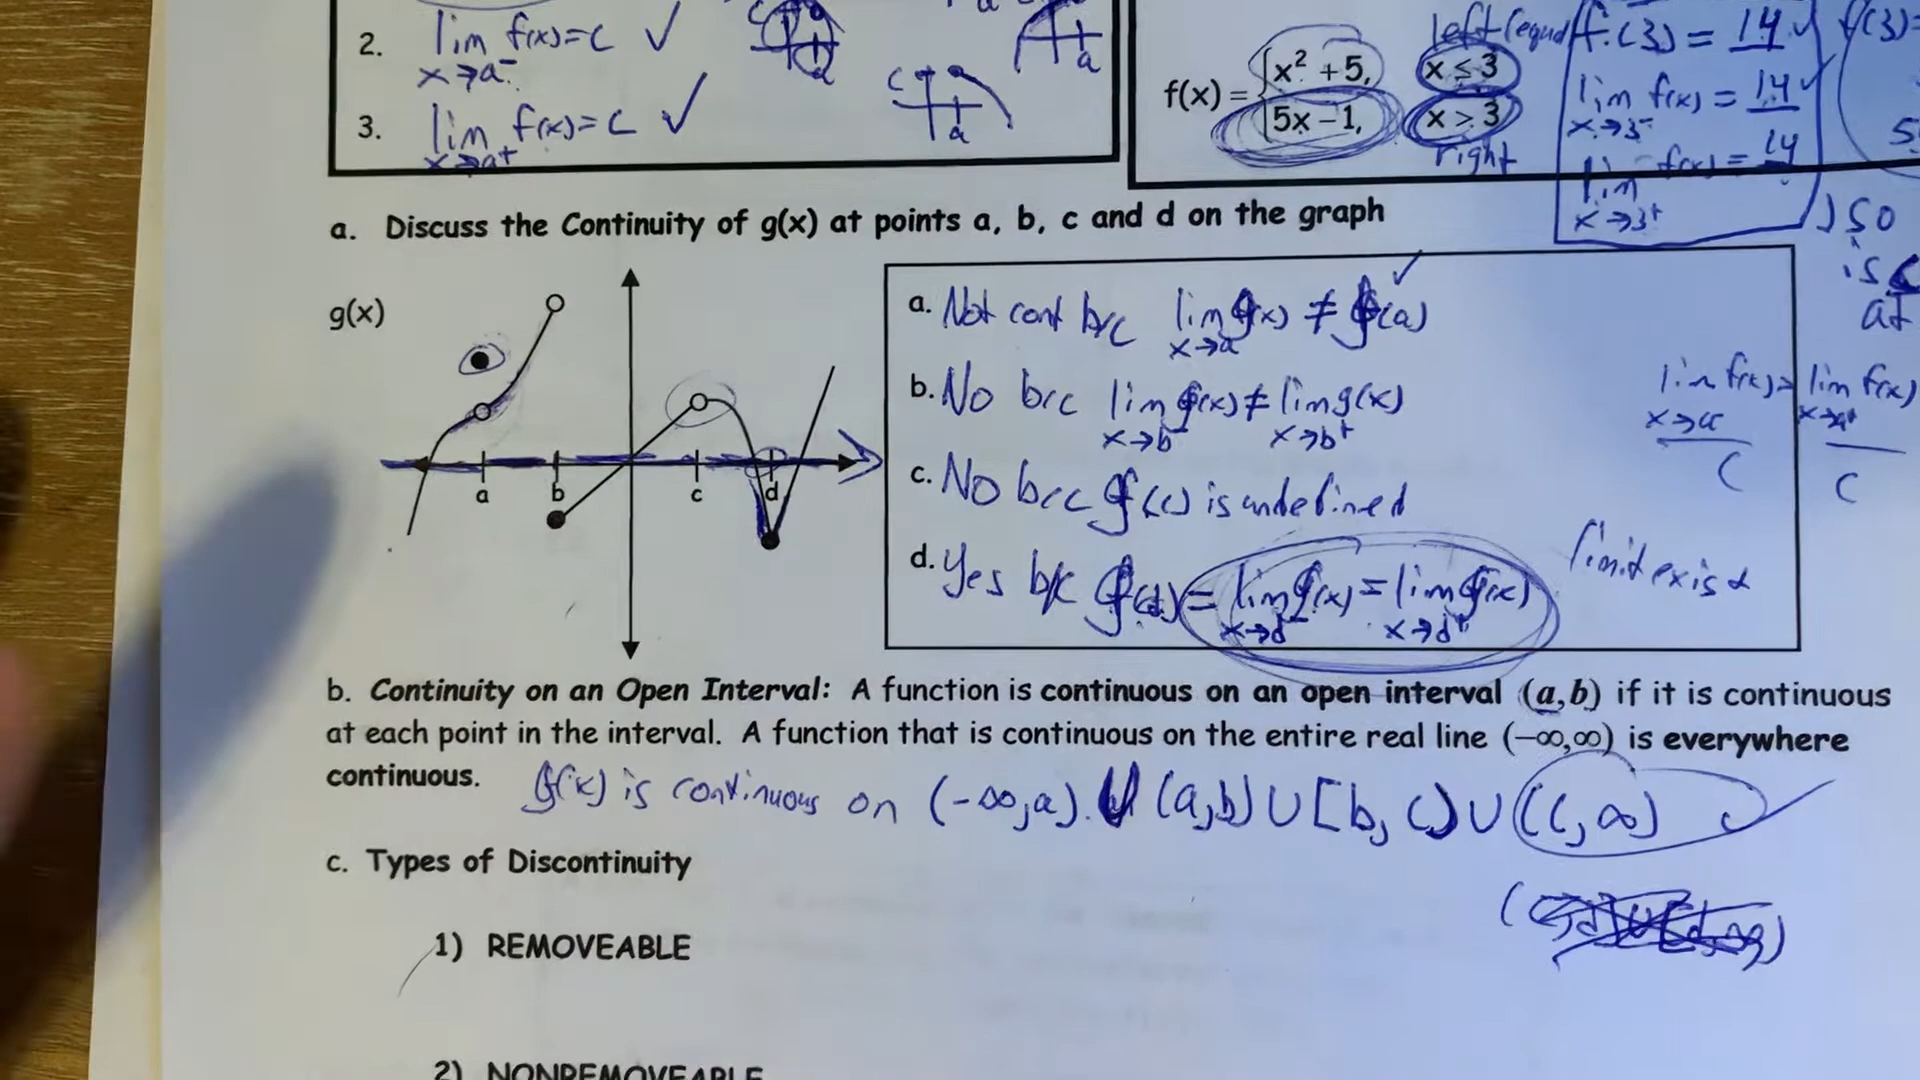 2. lim f(x)=c ✓
x→a⁻
3. lim f(x)=c ✓
x→a⁺
c
a
a
c
a
f(x) = { x² + 5, x ≤ 3
5x − 1, x > 3
left (equal
right
f(3) = 14 ✓
lim f(x) = 14 ✓
x→3⁻
lim f(x) = 14
x→3⁺
f(3)=
5
so
is
at
a. Discuss the Continuity of g(x) at points a, b, c and d on the graph
g(x)
a b c d
a. Not cont b/c lim g(x) ≠ g(a) ✓
x→a
b. No b/c lim g(x) ≠ lim g(x)
x→b⁻ x→b⁺
c. No b/c g(c) is undefined
d. Yes b/c g(d) = lim g(x) = lim g(x)
x→d⁻ x→d⁺
lim f(x) = lim f(x)
x→a⁻ x→a⁺
c c
limit exist
b. Continuity on an Open Interval: A function is continuous on an open interval (a,b) if it is continuous
at each point in the interval. A function that is continuous on the entire real line (−∞,∞) is everywhere
continuous. g(x) is continuous on (-∞,a) ∪ (a,b) ∪ [b,c) ∪ (c,∞)
c. Types of Discontinuity
1) REMOVEABLE
2) NONREMOVEABLE